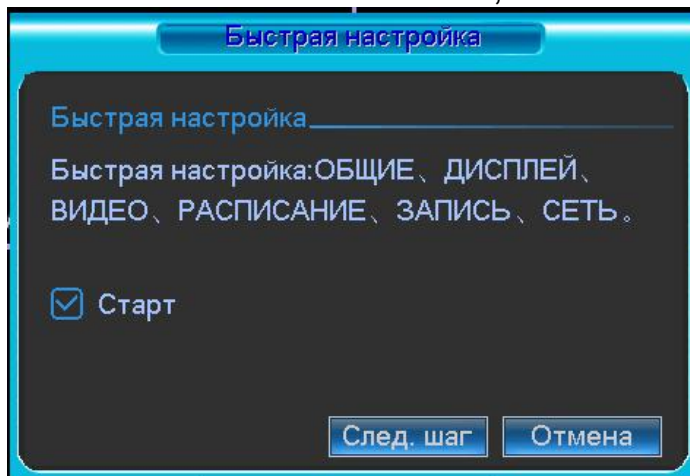 Быстрая настройка
Быстрая настройка
Быстрая настройка:ОБЩИЕ、ДИСПЛЕЙ、
ВИДЕО、РАСПИСАНИЕ、ЗАПИСЬ、СЕТЬ。
Старт
След. шаг Отмена